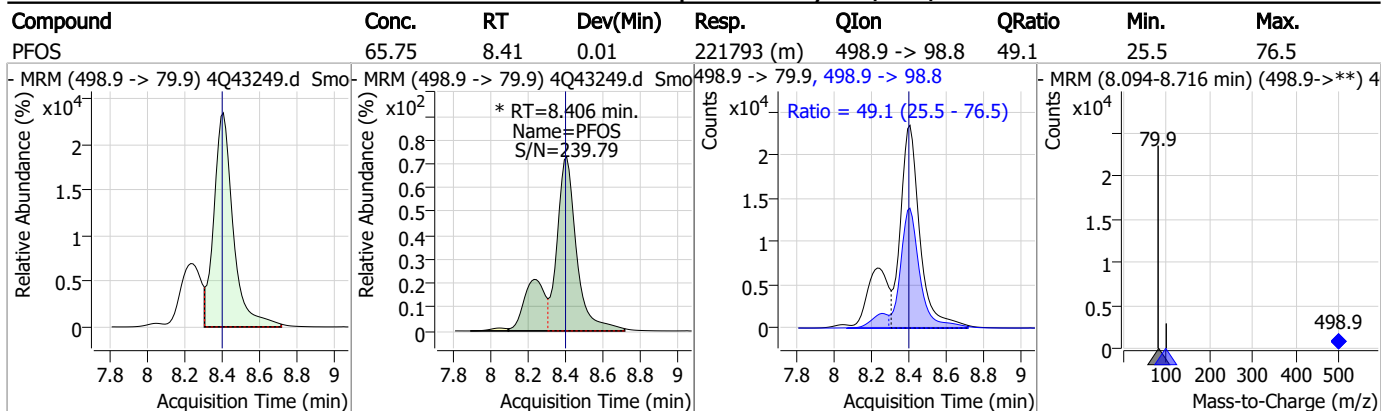 Compound Conc. RT Dev(Min) Resp. QIon QRatio Min. Max.
PFOS 65.75 8.41 0.01 221793 (m) 498.9 -> 98.8 49.1 25.5 76.5
- MRM (498.9 -> 79.9) 4Q43249.d Smo
x10⁴
Relative Abundance (%)
2
1.5
1
0.5
0
7.8 8 8.2 8.4 8.6 8.8 9
Acquisition Time (min)
- MRM (498.9 -> 79.9) 4Q43249.d Smo
x10²
Relative Abundance (%)
* RT=8.406 min.
Name=PFOS
S/N=239.79
0.8
0.7
0.6
0.5
0.4
0.3
0.2
0.1
0
7.8 8 8.2 8.4 8.6 8.8 9
Acquisition Time (min)
498.9 -> 79.9, 498.9 -> 98.8
x10⁴
Counts
Ratio = 49.1 (25.5 - 76.5)
2
1.5
1
0.5
0
7.8 8 8.2 8.4 8.6 8.8 9
Acquisition Time (min)
- MRM (8.094-8.716 min) (498.9->**) 4
x10⁴
Counts
79.9
2
1.5
1
0.5
498.9
0
100 200 300 400 500
Mass-to-Charge (m/z)